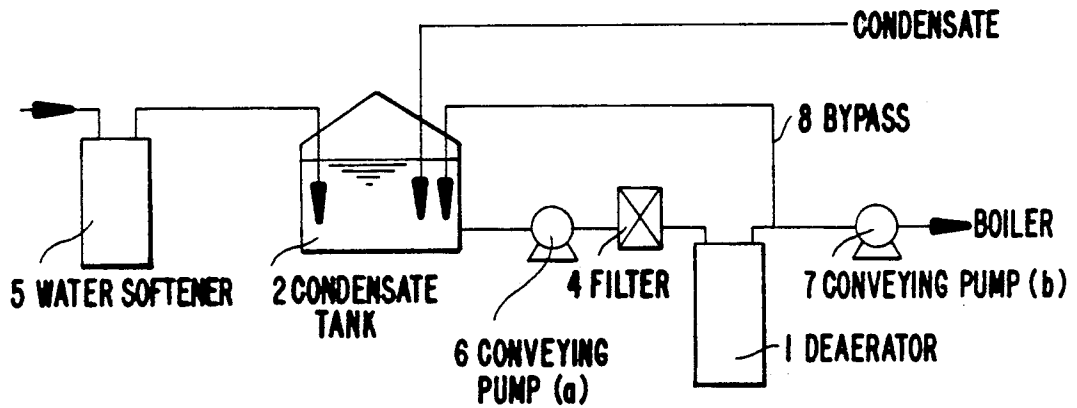 CONDENSATE
8 BYPASS
BOILER
5 WATER SOFTENER
2 CONDENSATE
TANK
4 FILTER
7 CONVEYING PUMP (b)
6 CONVEYING
PUMP (a)
1 DEAERATOR